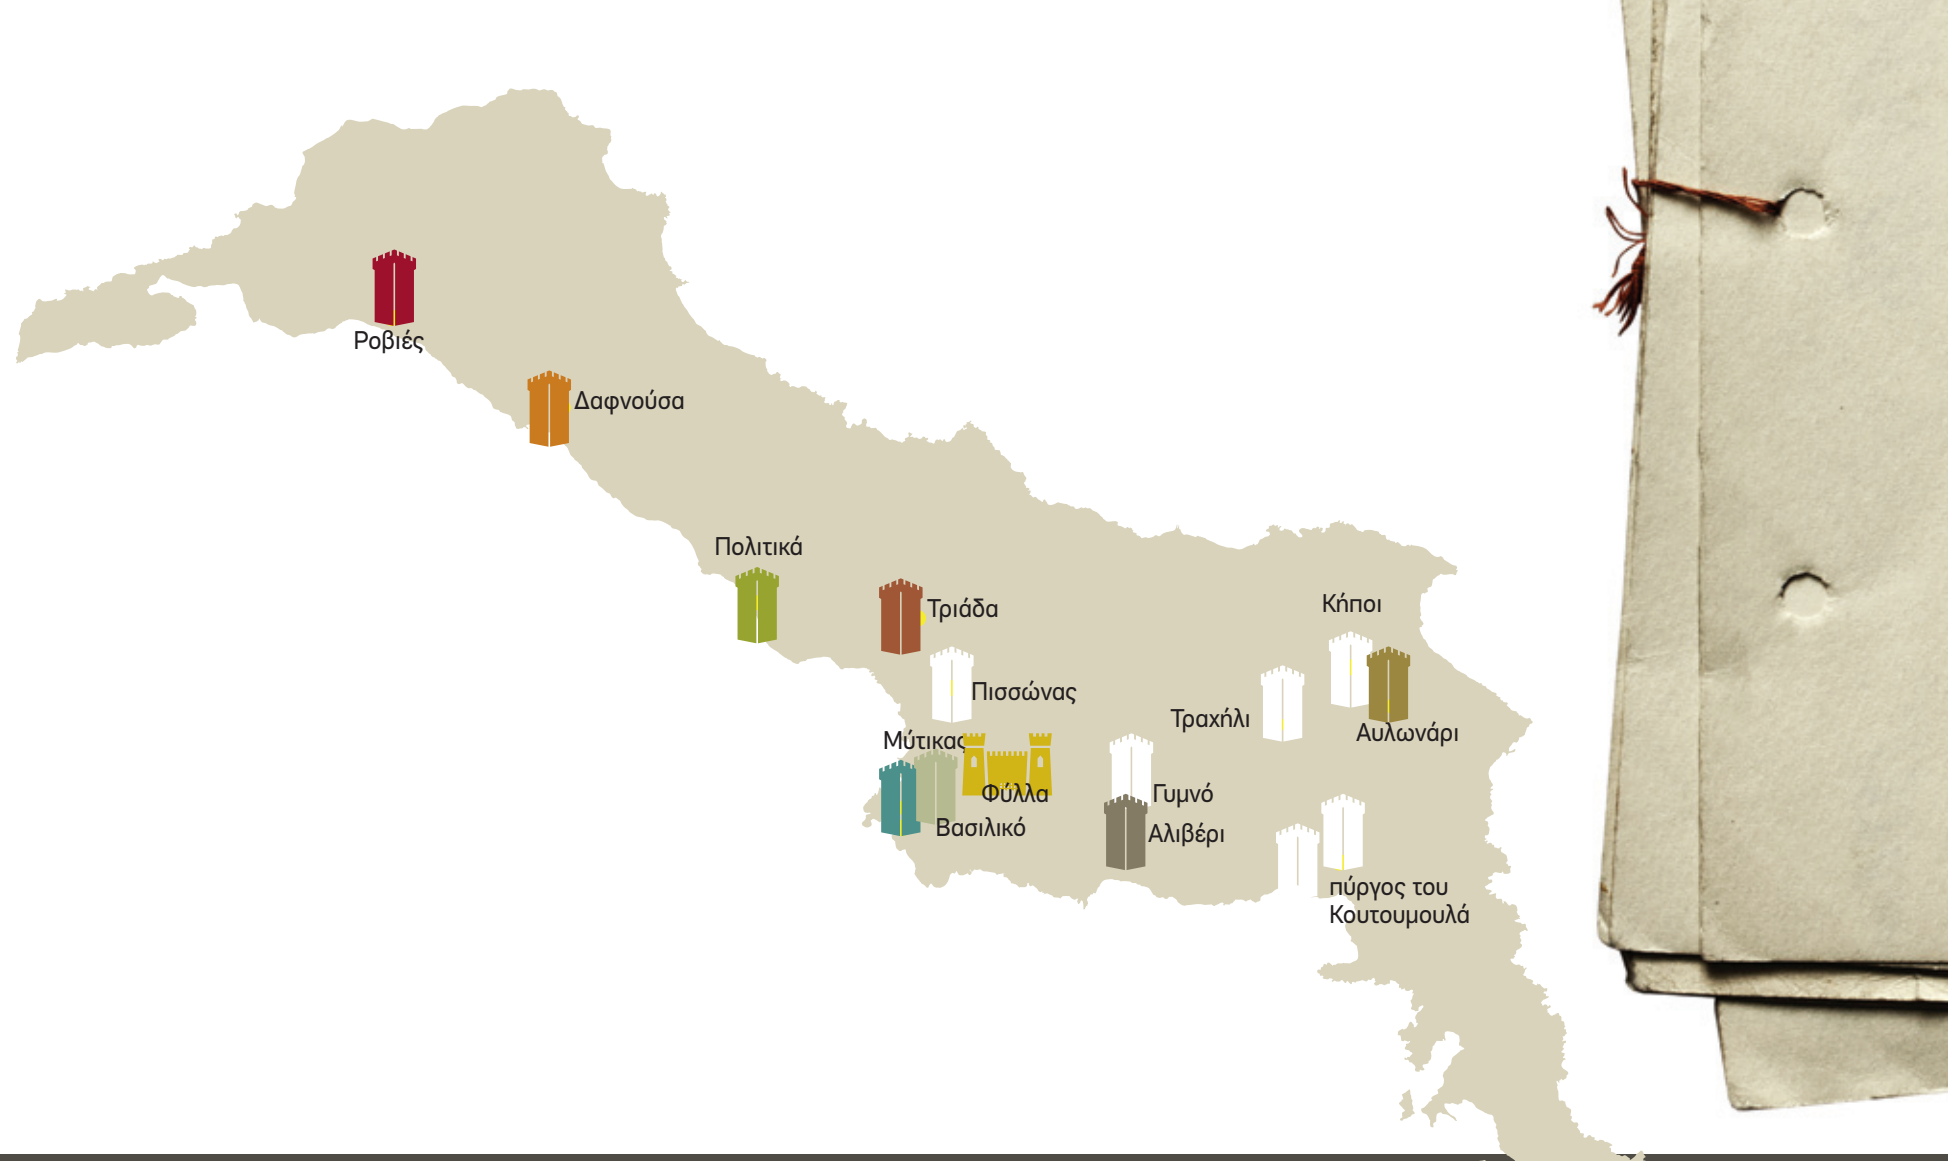 Ροβιές
Δαφνούσα
Πολιτικά
Τριάδα
Κήποι
Πισσώνας
Τραχήλι
Αυλωνάρι
Μύτικας
Φύλλα
Γυμνό
Βασιλικό
Αλιβέρι
πύργος του
Κουτουμουλά